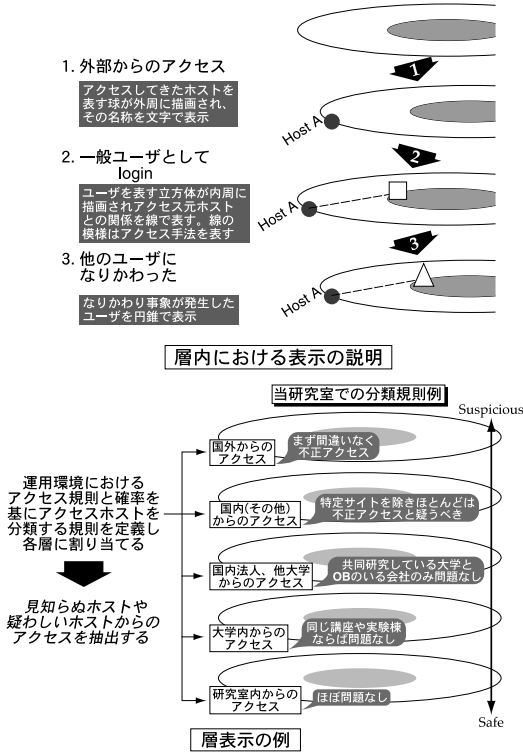 1. 外部からのアクセス
アクセスしてきたホストを
表す球が外周に描画され、
その名称を文字で表示
1
Host A
2. 一般ユーザとして
login
ユーザを表す立方体が内周に
描画されアクセス元ホスト
との関係を線で表す。線の
模様はアクセス手法を表す
2
Host A
3. 他のユーザに
なりかわった
なりかわり事象が発生した
ユーザを円錐で表示
3
Host A
層内における表示の説明
当研究室での分類規則例
Suspicious
国外からの
アクセス
まず間違いなく
不正アクセス
運用環境における
アクセス規則と確率を
基にアクセスホストを
分類する規則を定義し
各層に割り当てる
国内(その他)
からのアクセス
特定サイトを除きほとんどは
不正アクセスと疑うべき
国内法人、他大学
からのアクセス
共同研究している大学と
OBのいる会社のみ問題なし
見知らぬホストや
疑わしいホストからの
アクセスを抽出する
大学内からの
アクセス
同じ講座や実験棟
ならば問題なし
研究室内からの
アクセス
ほぼ問題なし
Safe
層表示の例